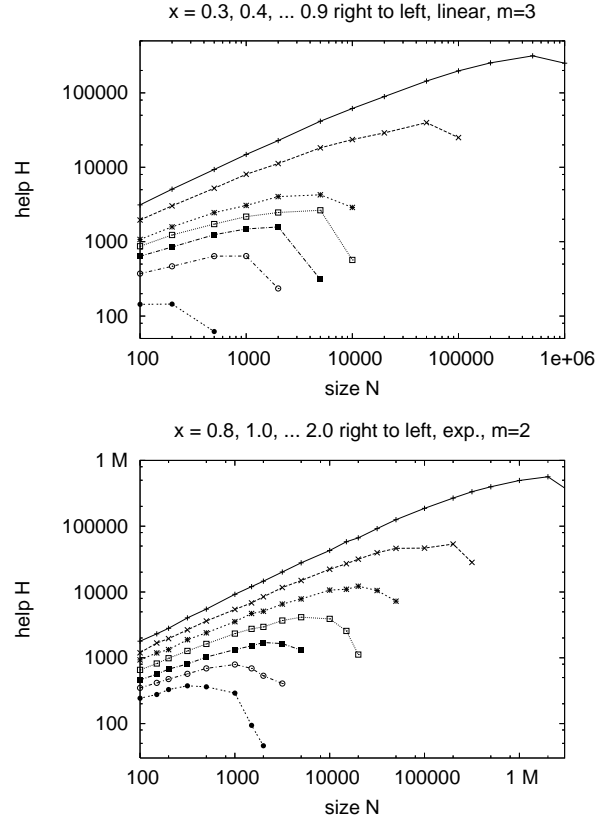 x = 0.3, 0.4, ... 0.9 right to left, linear, m=3
help H
100000
10000
1000
100
100 1000 10000 100000 1e+06
size N
x = 0.8, 1.0, ... 2.0 right to left, exp., m=2
help H
1 M
100000
10000
1000
100
100 1000 10000 100000 1 M
size N